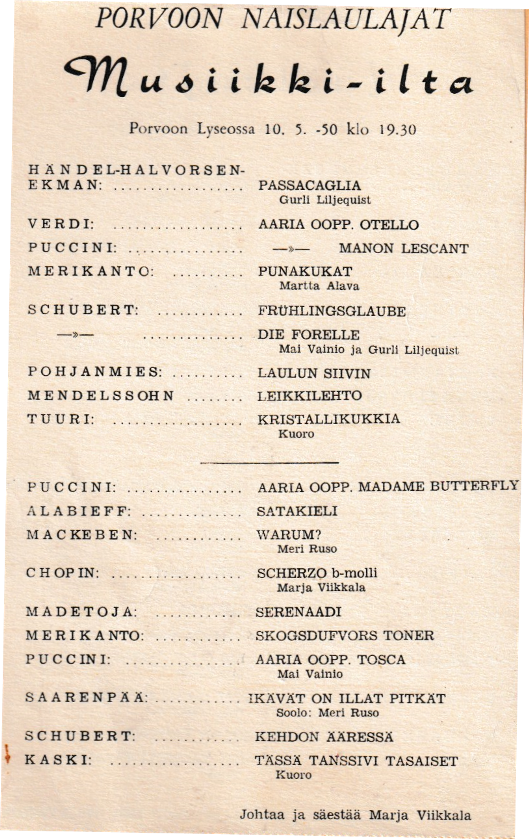 PORVOON NAISLAULAJAT
Musiikki-ilta
Porvoon Lyseossa 10. 5. -50 klo 19.30
HÄNDEL-HALVORSEN-
EKMAN: ................ PASSACAGLIA
Gurli Liljequist
VERDI: ................ AARIA OOPP. OTELLO
PUCCINI: .............. —»— MANON LESCANT
MERIKANTO: .......... PUNAKUKAT
Martta Alava
SCHUBERT: ............ FRÜHLINGSGLAUBE
—»— .............. DIE FORELLE
Mai Vainio ja Gurli Liljequist
POHJANMIES: .......... LAULUN SIIVIN
MENDELSSOHN ........ LEIKKILEHTO
TUURI: ................ KRISTALLIKUKKIA
Kuoro
PUCCINI: .............. AARIA OOPP. MADAME BUTTERFLY
ALABIEFF: ............ SATAKIELI
MACKEBEN: .......... WARUM?
Meri Ruso
CHOPIN: ................ SCHERZO b-molli
Marja Viikkala
MADETOJA: .......... SERENAADI
MERIKANTO: .......... SKOGSDUFVORS TONER
PUCCINI: .............. AARIA OOPP. TOSCA
Mai Vainio
SAARENPÄÄ: ............ IKÄVÄT ON ILLAT PITKÄT
Soolo: Meri Ruso
SCHUBERT: .......... KEHDON ÄÄRESSÄ
KASKI: ................ TÄSSÄ TANSSIVI TASAISET
Kuoro
Johtaa ja säestää Marja Viikkala